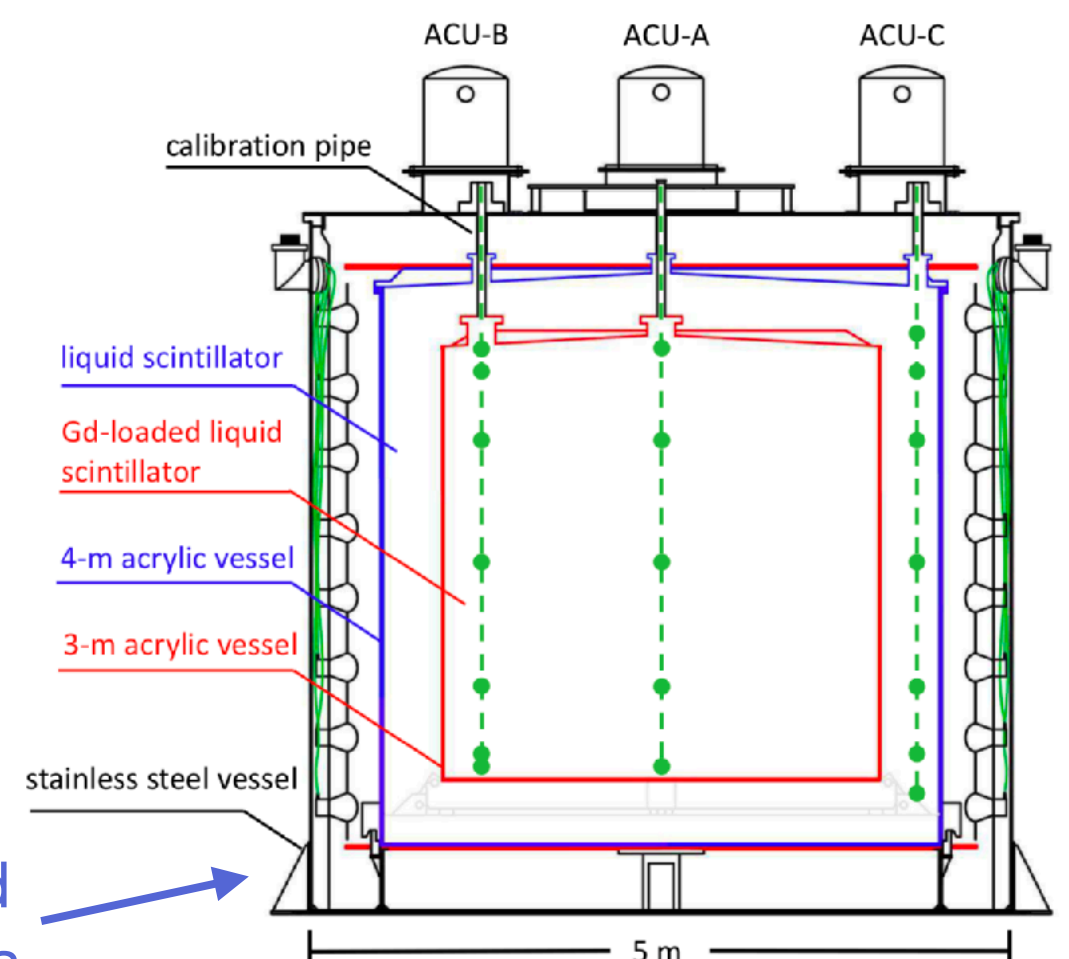 ACU-B
ACU-A
ACU-C
calibration pipe
liquid scintillator
Gd-loaded liquid
scintillator
4-m acrylic vessel
3-m acrylic vessel
stainless steel vessel
5 m